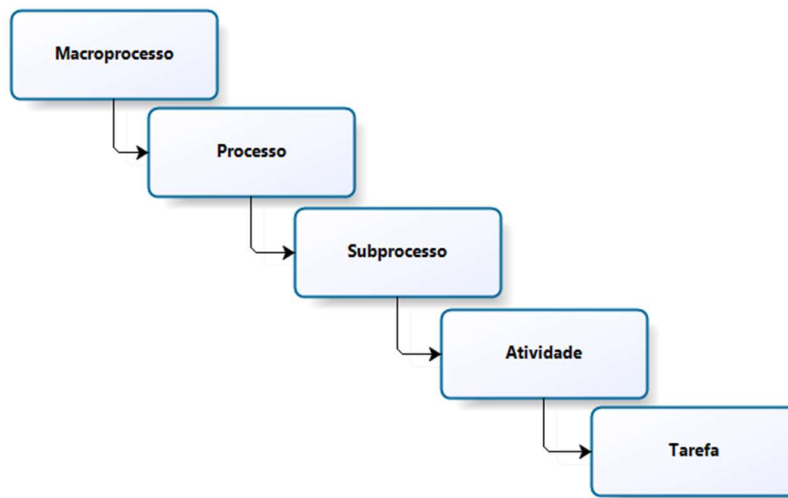 Macroprocesso
Processo
Subprocesso
Atividade
Tarefa